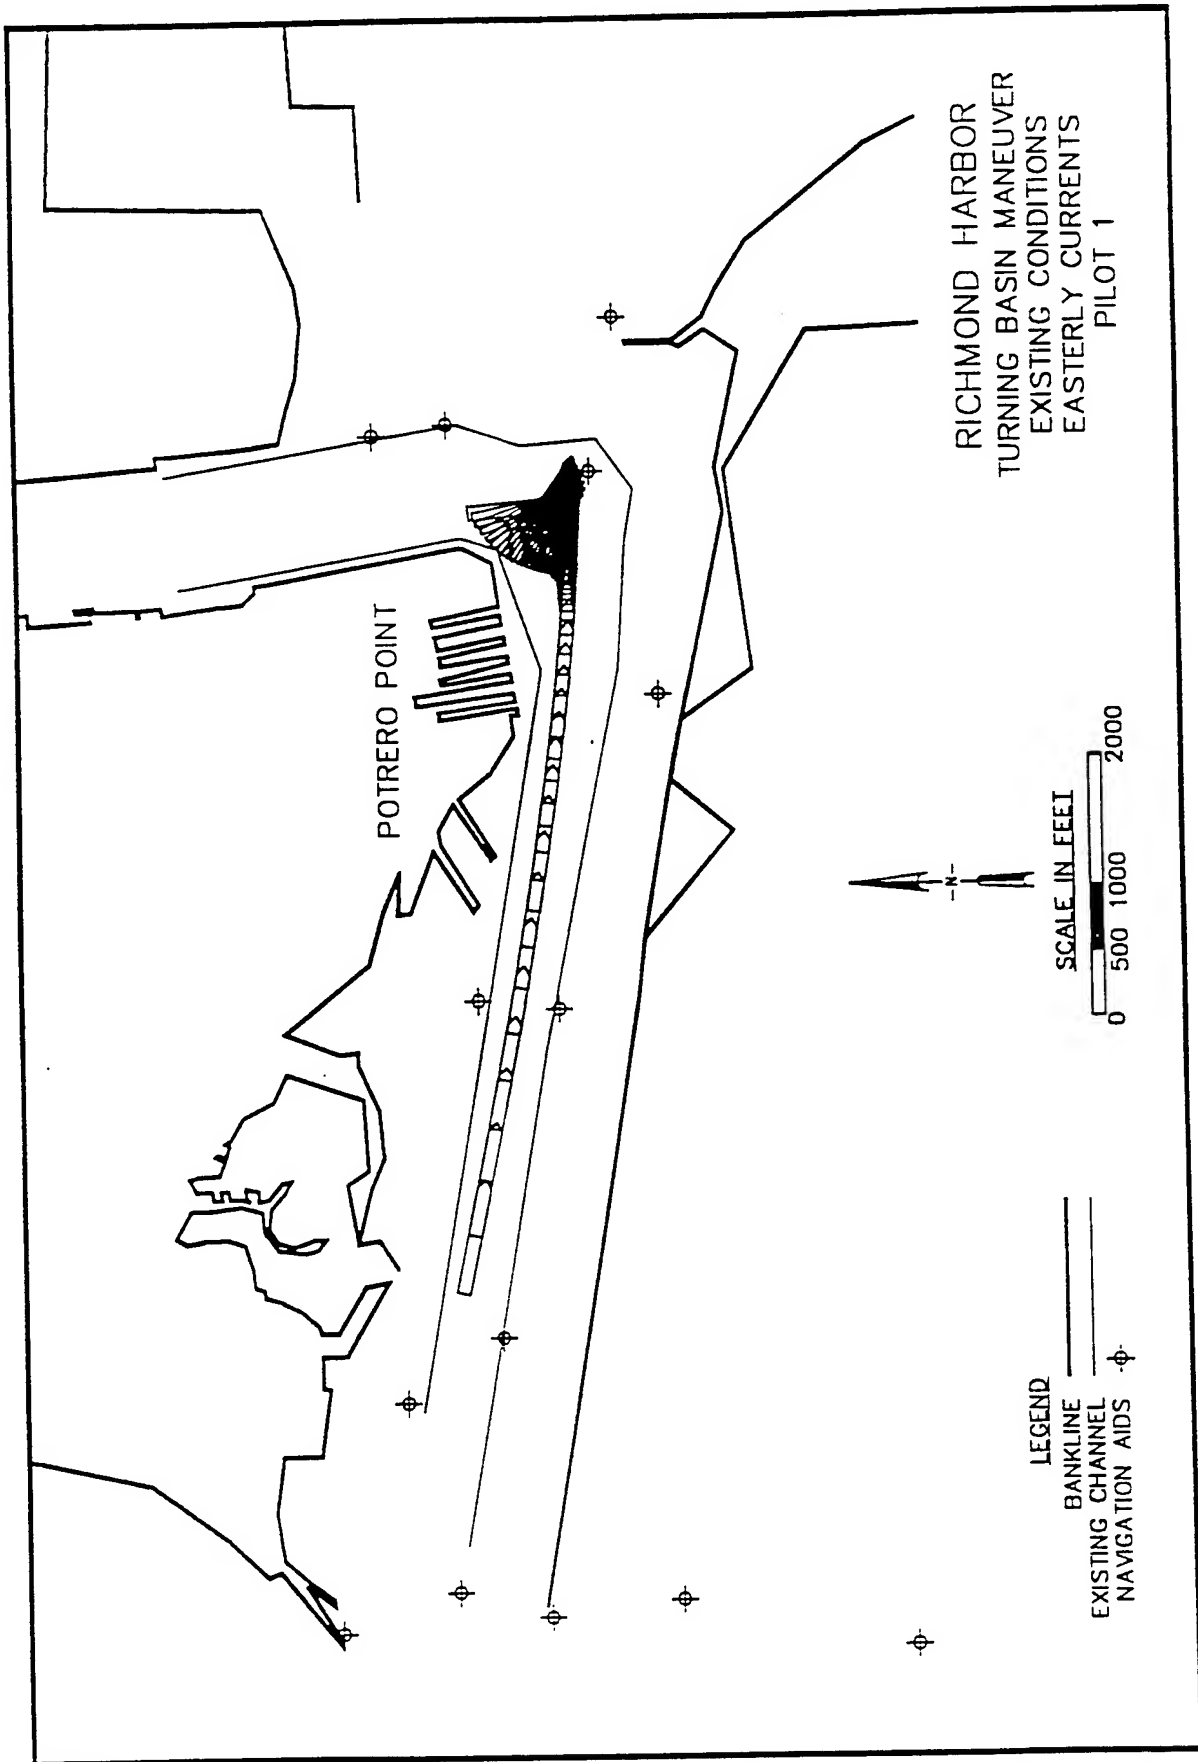 POTRERO POINT
RICHMOND HARBOR
TURNING BASIN MANEUVER
EXISTING CONDITIONS
EASTERLY CURRENTS
PILOT 1
-N-
SCALE IN FEET
0 500 1000 2000
LEGEND
BANKLINE
EXISTING CHANNEL
NAVIGATION AIDS